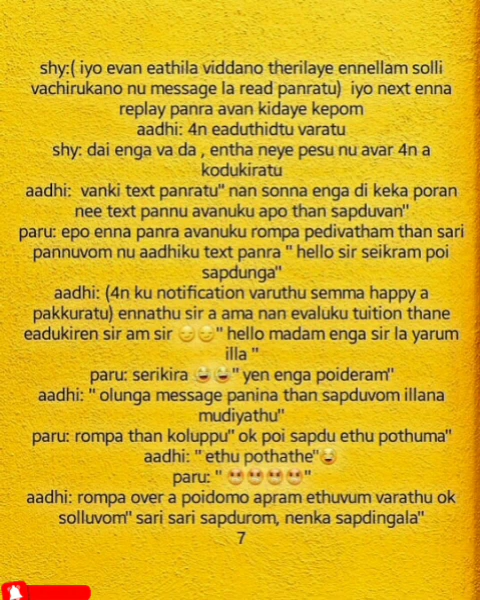 shy:( iyo evan eathila viddano therilaye ennellam solli
vachirukano nu message la read panratu)  iyo next enna
replay panra avan kidaye kepom
aadhi: 4n eaduthidtu varatu
shy: dai enga va da , entha neye pesu nu avar 4n a
kodukiratu
aadhi:  vanki text panratu" nan sonna enga di keka poran
nee text pannu avanuku apo than sapduvan"
paru: epo enna panra avanuku rompa pedivatham than sari
pannuvom nu aadhiku text panra " hello sir seikram poi
sapdunga"
aadhi: (4n ku notification varuthu semma happy a
pakkuratu) ennathu sir a ama nan evaluku tuition thane
eadukiren sir am sir 😏😏" hello madam enga sir la yarum
illa "
paru: serikira 😂😂" yen enga poideram"
aadhi: " olunga message panina than sapduvom illana
mudiyathu"
paru: rompa than koluppu" ok poi sapdu ethu pothuma"
aadhi: " ethu pothathe"😂
paru: " 😡😡😡😡"
aadhi: rompa over a poidomo apram ethuvum varathu ok
solluvom" sari sari sapdurom, nenka sapdingala"
7